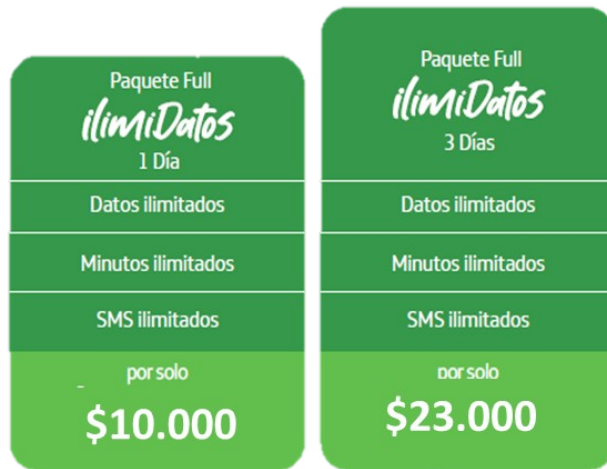 Paquete Full
ilimiDatos
1 Día
Datos ilimitados
Minutos ilimitados
SMS ilimitados
por solo
$10.000
Paquete Full
ilimiDatos
3 Días
Datos ilimitados
Minutos ilimitados
SMS ilimitados
por solo
$23.000